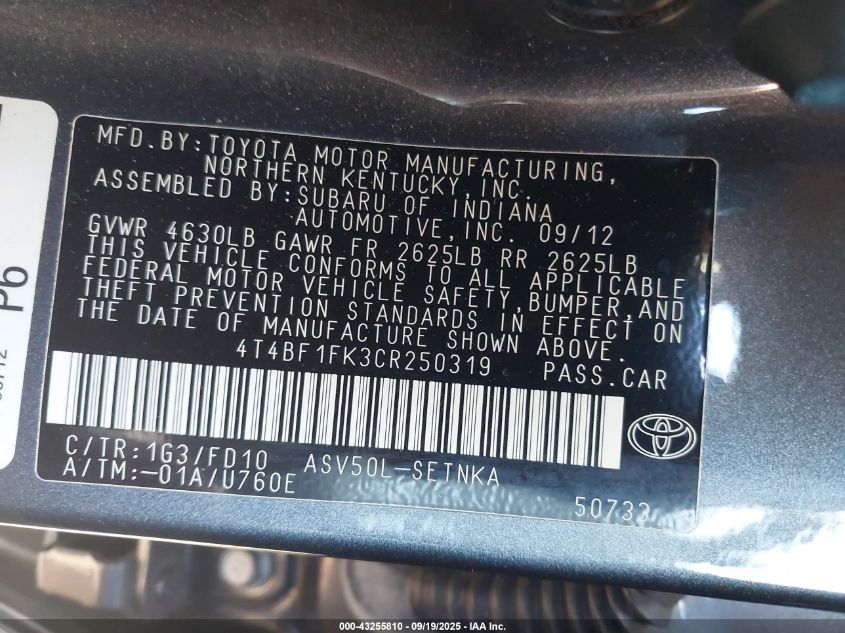 MFD.BY:TOYOTA MOTOR MANUFACTURING,
NORTHERN KENTUCKY,INC.
ASSEMBLED BY:SUBARU OF INDIANA
AUTOMOTIVE,INC. 09/12
GVWR 4630LB GAWR FR 2625LB RR 2625LB
THIS VEHICLE CONFORMS TO ALL APPLICABLE
FEDERAL MOTOR VEHICLE SAFETY,BUMPER,AND
THEFT PREVENTION STANDARDS IN EFFECT ON
THE DATE OF MANUFACTURE SHOWN ABOVE.
4T4BF1FK3CR250319 PASS.CAR
C/TR:1G3/FD10 ASV50L-SETNKA
A/TM:-01A/U760E
50733
P6
000-43255810 - 09/19/2025 - IAA Inc.